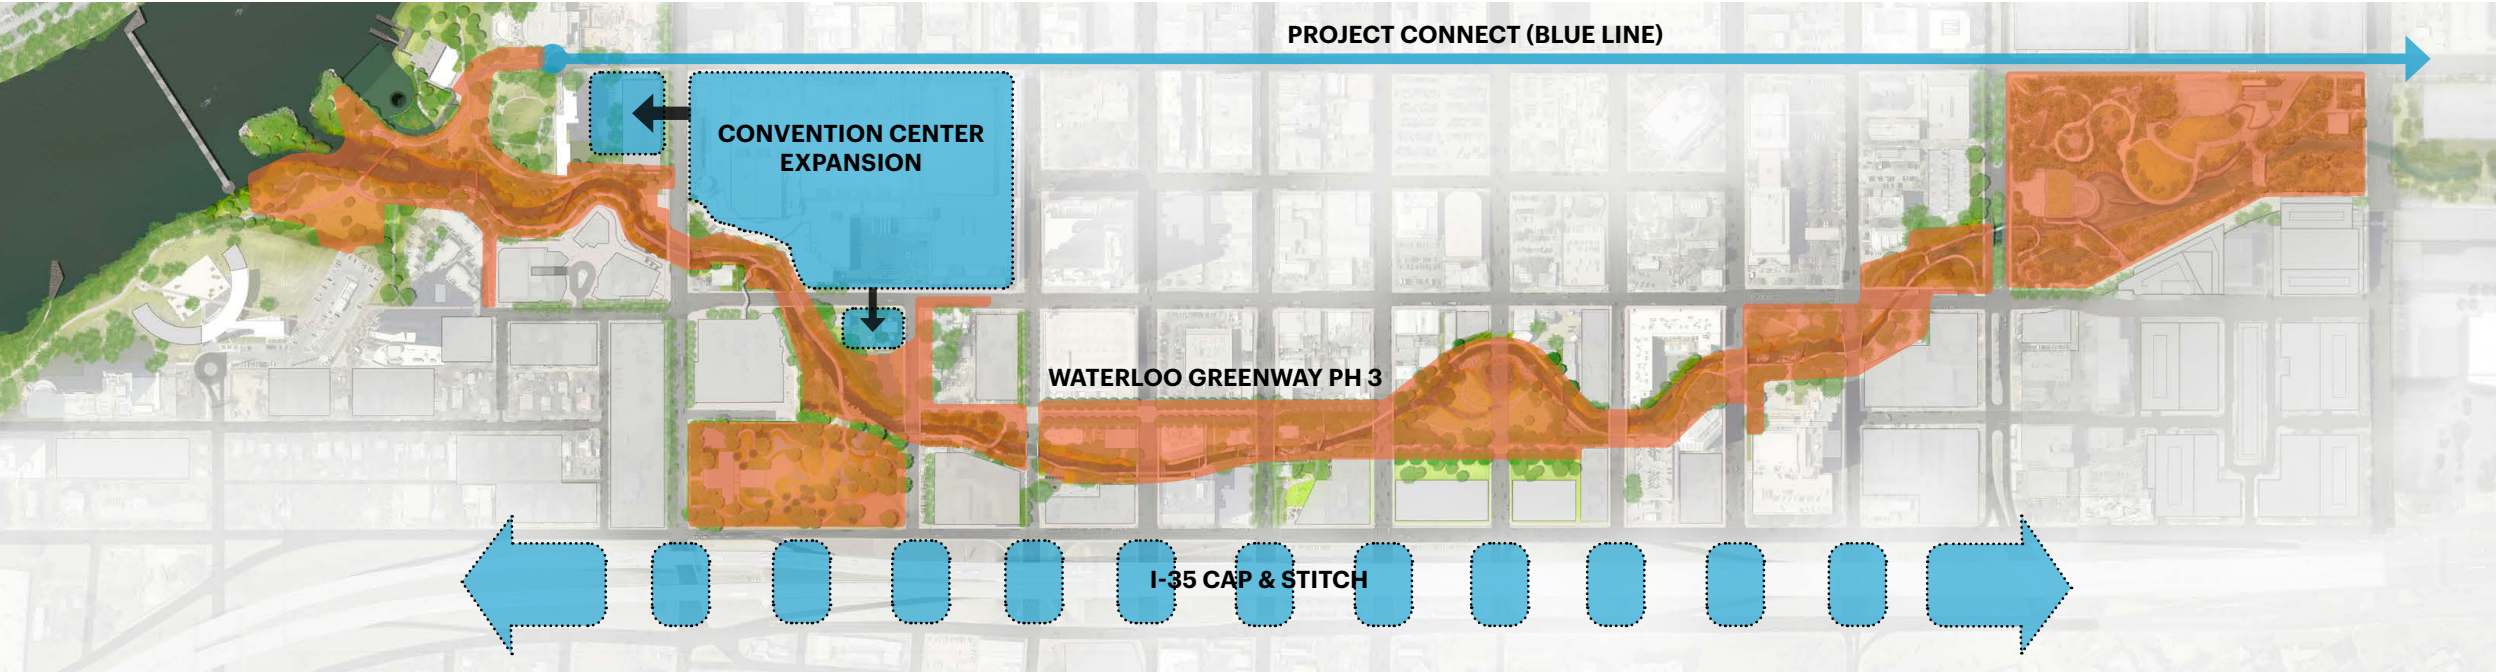 PROJECT CONNECT (BLUE LINE)
CONVENTION CENTER
EXPANSION
WATERLOO GREENWAY PH 3
I-35 CAP & STITCH